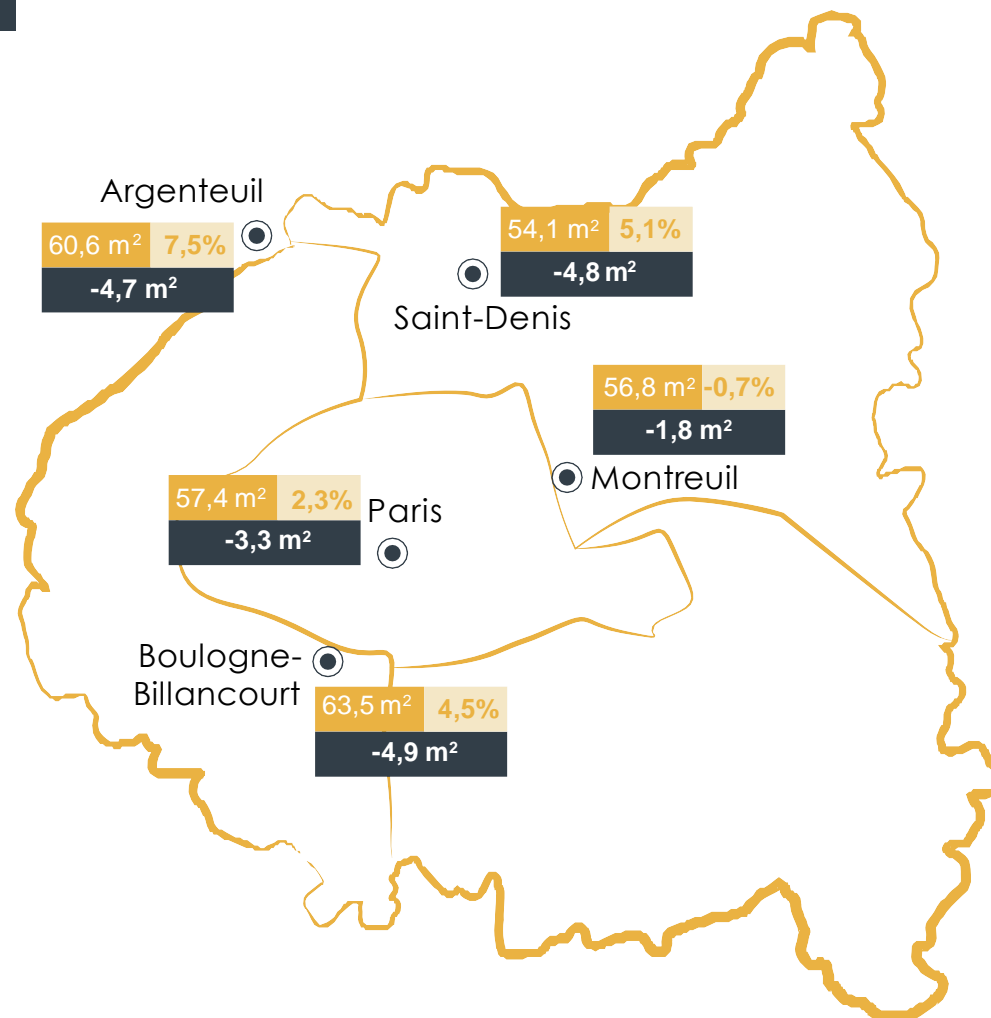 Argenteuil
60,6 m² 7,5%
-4,7 m²
54,1 m² 5,1%
-4,8 m²
Saint-Denis
56,8 m² -0,7%
-1,8 m²
Montreuil
57,4 m² 2,3%
-3,3 m²
Paris
Boulogne-
Billancourt
63,5 m² 4,5%
-4,9 m²